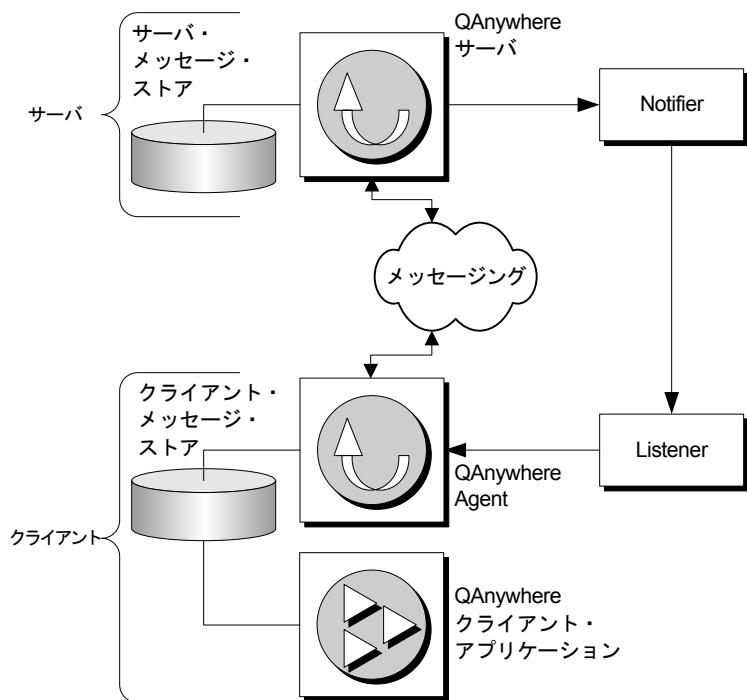 サーバ・
メッセージ・
ストア
QAnywhere
サーバ
サーバ
Notifier
メッセージング
クライアント・
メッセージ・
ストア
Listener
QAnywhere
Agent
クライアント
QAnywhere
クライアント・
アプリケーション